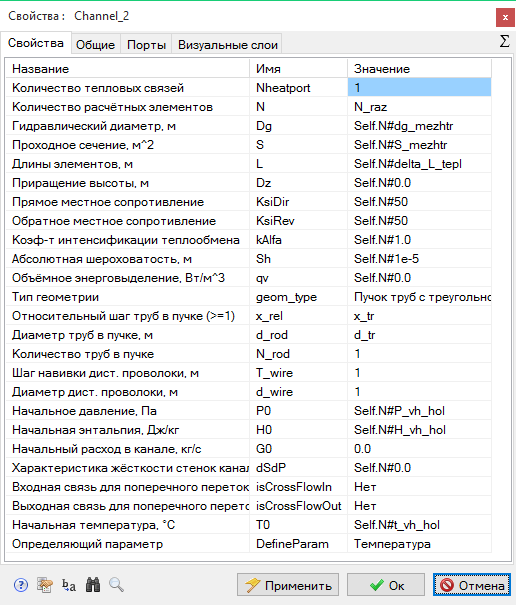 Свойства :   Channel_2
Свойства Общие Порты Визуальные слои Σ
Название Имя Значение
Количество тепловых связей Nheatport 1
Количество расчётных элементов N N_raz
Гидравлический диаметр, м Dg Self.N#dg_mezhtr
Проходное сечение, м^2 S Self.N#S_mezhtr
Длины элементов, м L Self.N#delta_L_tepl
Приращение высоты, м Dz Self.N#0.0
Прямое местное сопротивление KsiDir Self.N#50
Обратное местное сопротивление KsiRev Self.N#50
Коэф-т интенсификации теплообмена kAlfa Self.N#1.0
Абсолютная шероховатость, м Sh Self.N#1e-5
Объёмное энерговыделение, Вт/м^3 qv Self.N#0.0
Тип геометрии geom_type Пучок труб с треугольно
Относительный шаг труб в пучке (>=1) x_rel x_tr
Диаметр труб в пучке, м d_rod d_tr
Количество труб в пучке N_rod 1
Шаг навивки дист. проволоки, м T_wire 1
Диаметр дист. проволоки, м d_wire 1
Начальное давление, Па P0 Self.N#P_vh_hol
Начальная энтальпия, Дж/кг H0 Self.N#H_vh_hol
Начальный расход в канале, кг/с G0 0.0
Характеристика жёсткости стенок канал dSdP Self.N#0.0
Входная связь для поперечного переток isCrossFlowIn Нет
Выходная связь для поперечного переток isCrossFlowOut Нет
Начальная температура, °C T0 Self.N#t_vh_hol
Определяющий параметр DefineParam Температура
Применить Ок Отмена